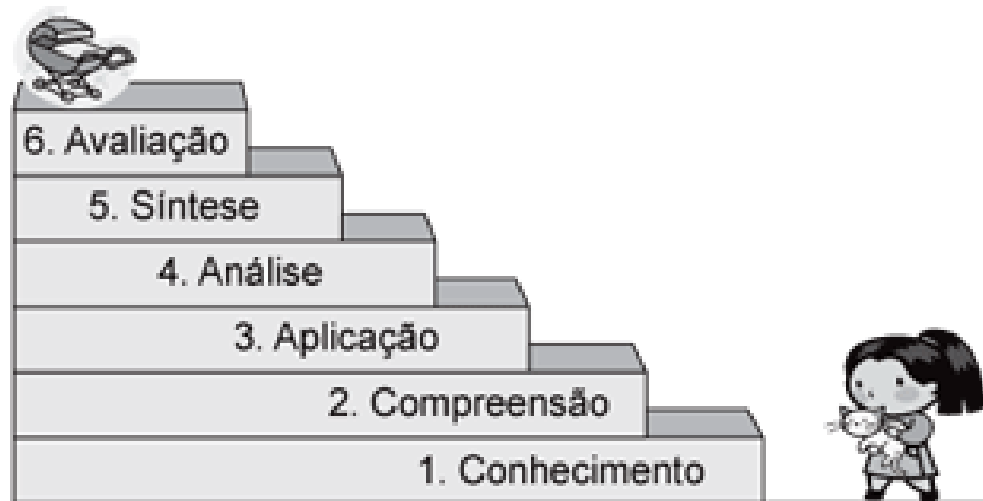 6. Avaliação
5. Síntese
4. Análise
3. Aplicação
2. Compreensão
1. Conhecimento